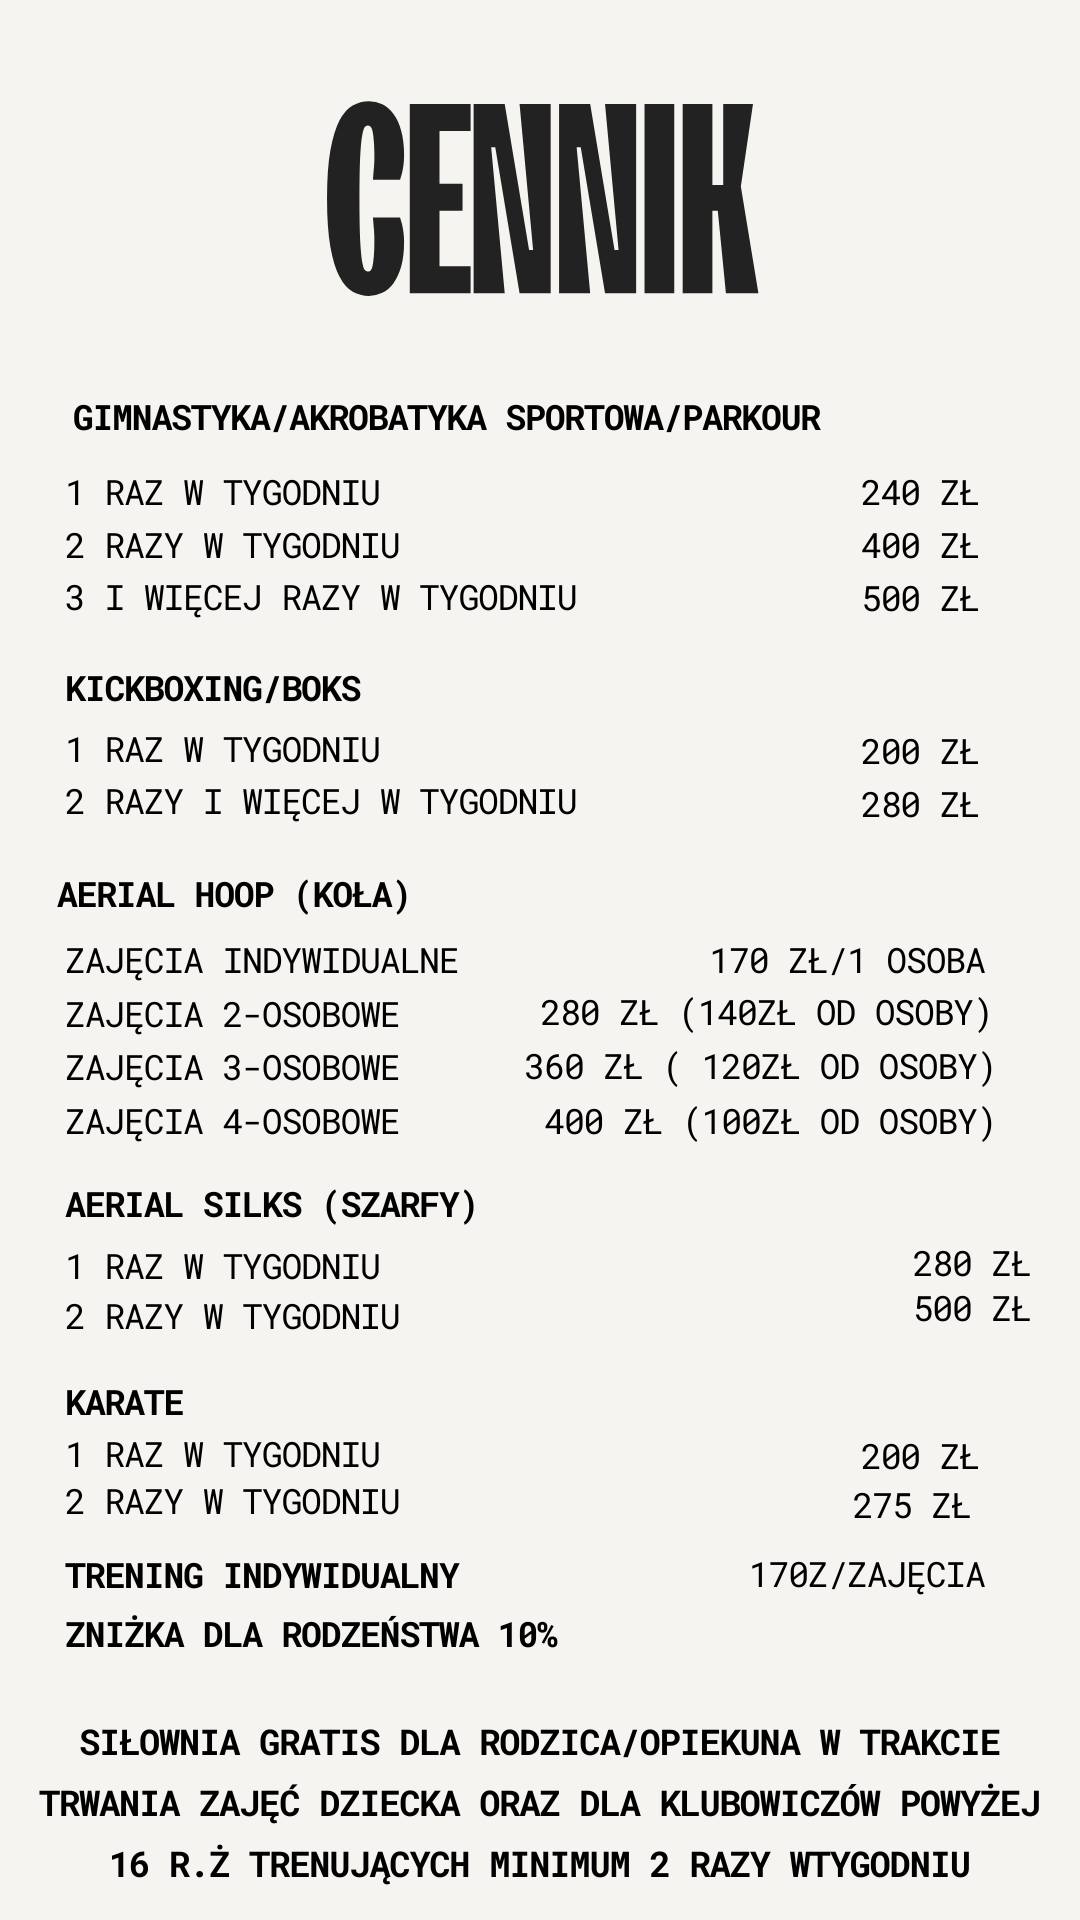 CENNIK
GIMNASTYKA/AKROBATYKA SPORTOWA/PARKOUR
1 RAZ W TYGODNIU 240 ZŁ
2 RAZY W TYGODNIU 400 ZŁ
3 I WIĘCEJ RAZY W TYGODNIU 500 ZŁ
KICKBOXING/BOKS
1 RAZ W TYGODNIU 200 ZŁ
2 RAZY I WIĘCEJ W TYGODNIU 280 ZŁ
AERIAL HOOP (KOŁA)
ZAJĘCIA INDYWIDUALNE 170 ZŁ/1 OSOBA
ZAJĘCIA 2-OSOBOWE 280 ZŁ (140ZŁ OD OSOBY)
ZAJĘCIA 3-OSOBOWE 360 ZŁ ( 120ZŁ OD OSOBY)
ZAJĘCIA 4-OSOBOWE 400 ZŁ (100ZŁ OD OSOBY)
AERIAL SILKS (SZARFY)
1 RAZ W TYGODNIU 280 ZŁ
2 RAZY W TYGODNIU 500 ZŁ
KARATE
1 RAZ W TYGODNIU 200 ZŁ
2 RAZY W TYGODNIU 275 ZŁ
TRENING INDYWIDUALNY 170Z/ZAJĘCIA
ZNIŻKA DLA RODZEŃSTWA 10%
SIŁOWNIA GRATIS DLA RODZICA/OPIEKUNA W TRAKCIE
TRWANIA ZAJĘĆ DZIECKA ORAZ DLA KLUBOWICZÓW POWYŻEJ
16 R.Ż TRENUJĄCYCH MINIMUM 2 RAZY WTYGODNIU